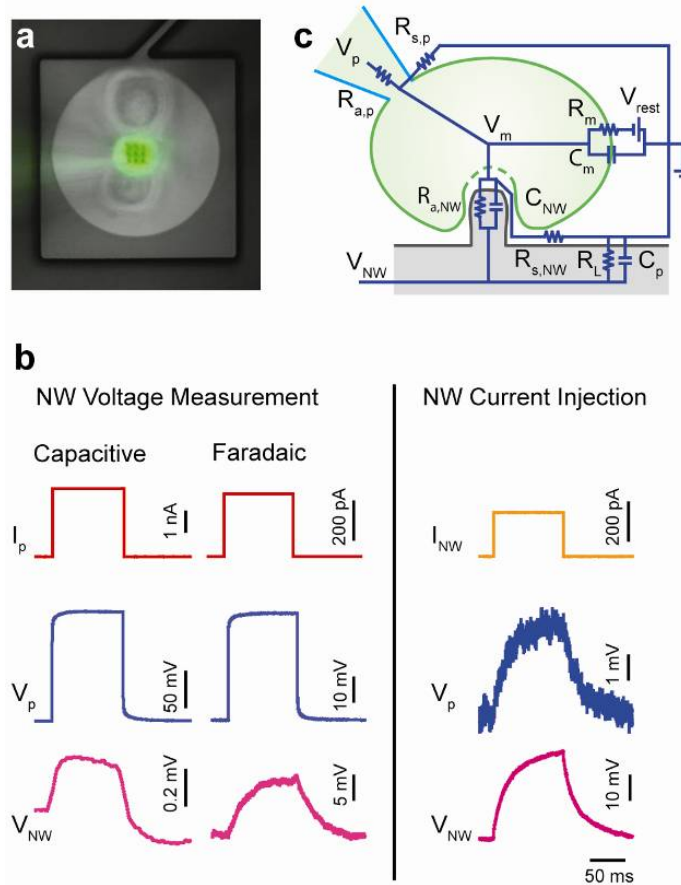 a
c
V_p
R_s,p
R_a,p
V_m
R_m
V_rest
C_m
R_a,NW
C_NW
V_NW
R_s,NW
R_L
C_p
b
NW Voltage Measurement
NW Current Injection
Capacitive
Faradaic
I_p
1 nA
200 pA
I_NW
200 pA
V_p
50 mV
10 mV
V_p
1 mV
V_NW
0.2 mV
5 mV
V_NW
10 mV
50 ms